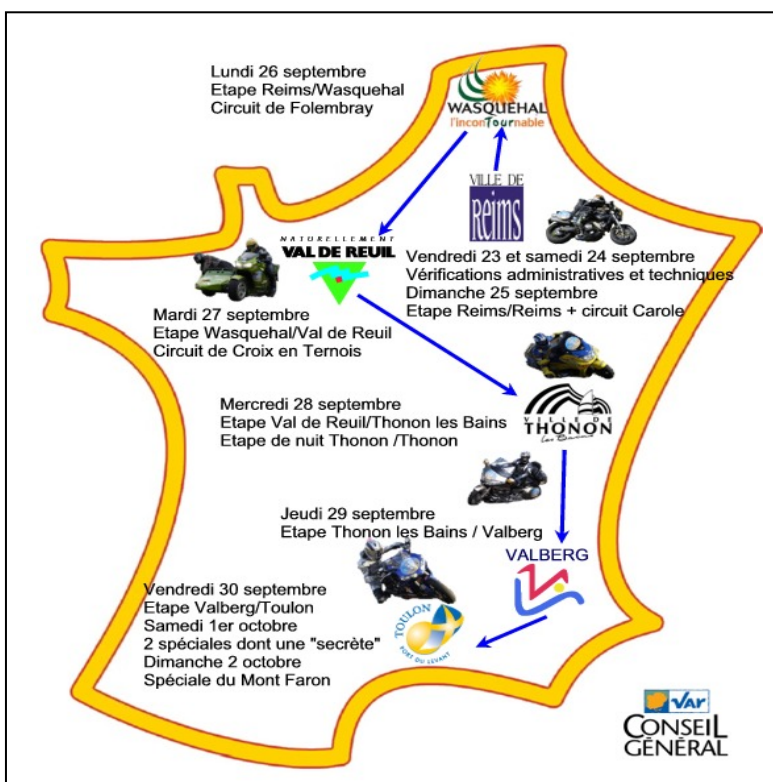 Lundi 26 septembre
Etape Reims/Wasquehal
Circuit de Folembray
WASQUEHAL
l'inconTournable
VILLE DE
Reims
NATURELLEMENT
VAL DE REUIL
Vendredi 23 et samedi 24 septembre
Vérifications administratives et techniques
Dimanche 25 septembre
Etape Reims/Reims + circuit Carole
Mardi 27 septembre
Etape Wasquehal/Val de Reuil
Circuit de Croix en Ternois
Mercredi 28 septembre
Etape Val de Reuil/Thonon les Bains
Etape de nuit Thonon /Thonon
VILLE DE
THONON
les Bains
Jeudi 29 septembre
Etape Thonon les Bains / Valberg
VALBERG
Vendredi 30 septembre
Etape Valberg/Toulon
Samedi 1er octobre
2 spéciales dont une "secrète"
Dimanche 2 octobre
Spéciale du Mont Faron
TOULON
PORT DU LEVANT
VAR
CONSEIL
GÉNÉRAL